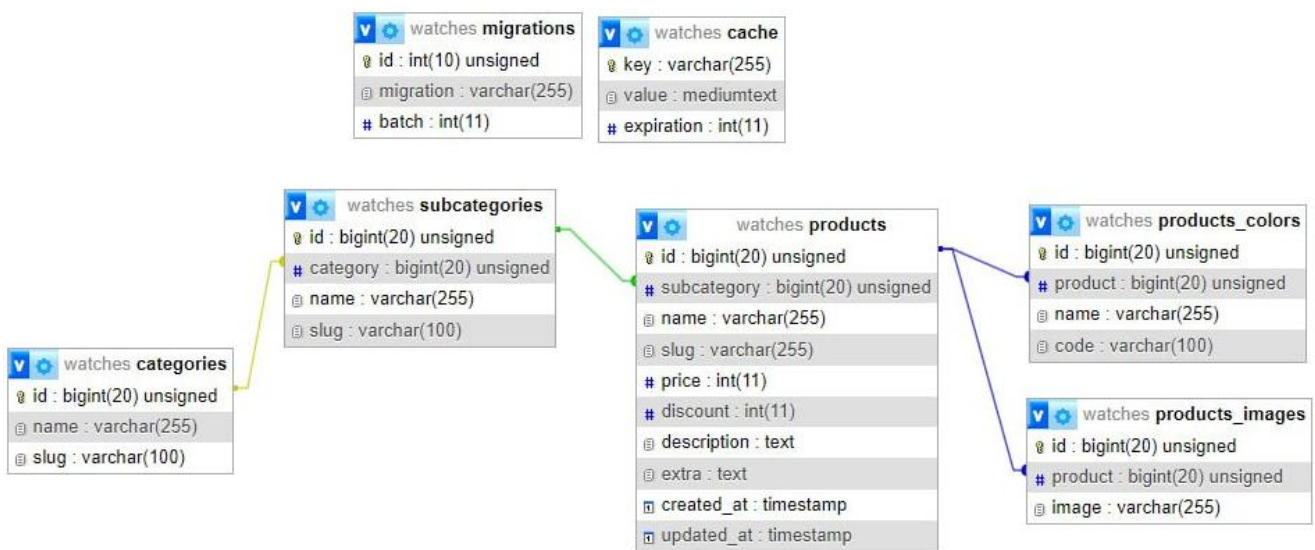 watches migrations
id : int(10) unsigned
migration : varchar(255)
batch : int(11)
watches cache
key : varchar(255)
value : mediumtext
expiration : int(11)
watches subcategories
id : bigint(20) unsigned
category : bigint(20) unsigned
name : varchar(255)
slug : varchar(100)
watches categories
id : bigint(20) unsigned
name : varchar(255)
slug : varchar(100)
watches products
id : bigint(20) unsigned
subcategory : bigint(20) unsigned
name : varchar(255)
slug : varchar(255)
price : int(11)
discount : int(11)
description : text
extra : text
created_at : timestamp
updated_at : timestamp
watches products_colors
id : bigint(20) unsigned
product : bigint(20) unsigned
name : varchar(255)
code : varchar(100)
watches products_images
id : bigint(20) unsigned
product : bigint(20) unsigned
image : varchar(255)